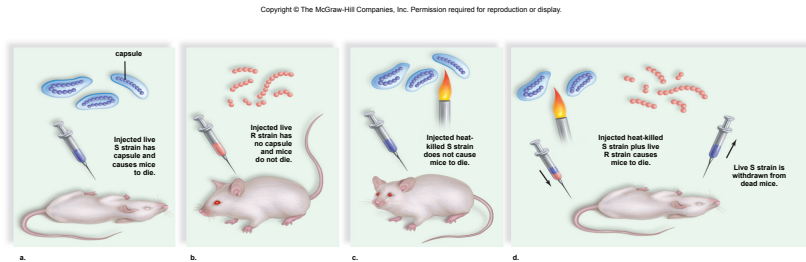 Copyright © The McGraw-Hill Companies, Inc. Permission required for reproduction or display.
capsule
Injected live
S strain has
capsule and
causes mice
to die.
a.
Injected live
R strain has
no capsule
and mice
do not die.
b.
Injected heat-
killed S strain
does not cause
mice to die.
c.
Injected heat-killed
S strain plus live
R strain causes
mice to die.
Live S strain is
withdrawn from
dead mice.
d.